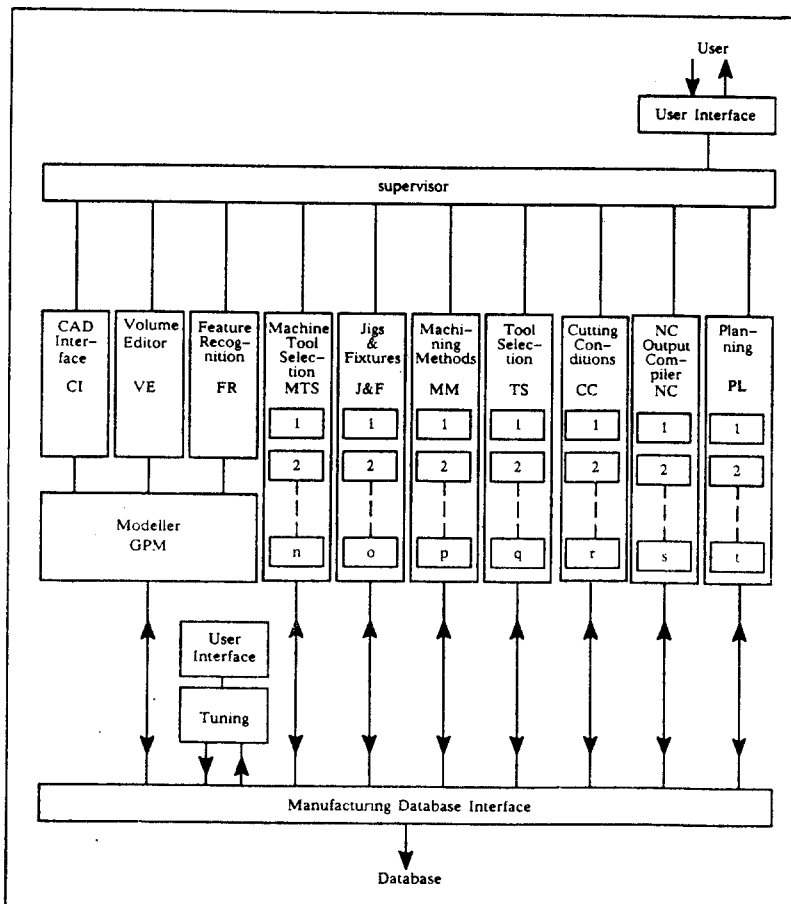 User
User Interface
supervisor
CAD
Inter-
face
CI
Volume
Editor
VE
Feature
Recog-
nition
FR
Machine
Tool
Selec-
tion
MTS
1
2
n
Jigs
&
Fixtures
J&F
1
2
o
Machi-
ning
Methods
MM
1
2
p
Tool
Selec-
tion
TS
1
2
q
Cutting
Con-
ditions
CC
1
2
r
NC
Output
Com-
piler
NC
1
2
s
Plan-
ning
PL
1
2
t
Modeller
GPM
User
Interface
Tuning
Manufacturing Database Interface
Database